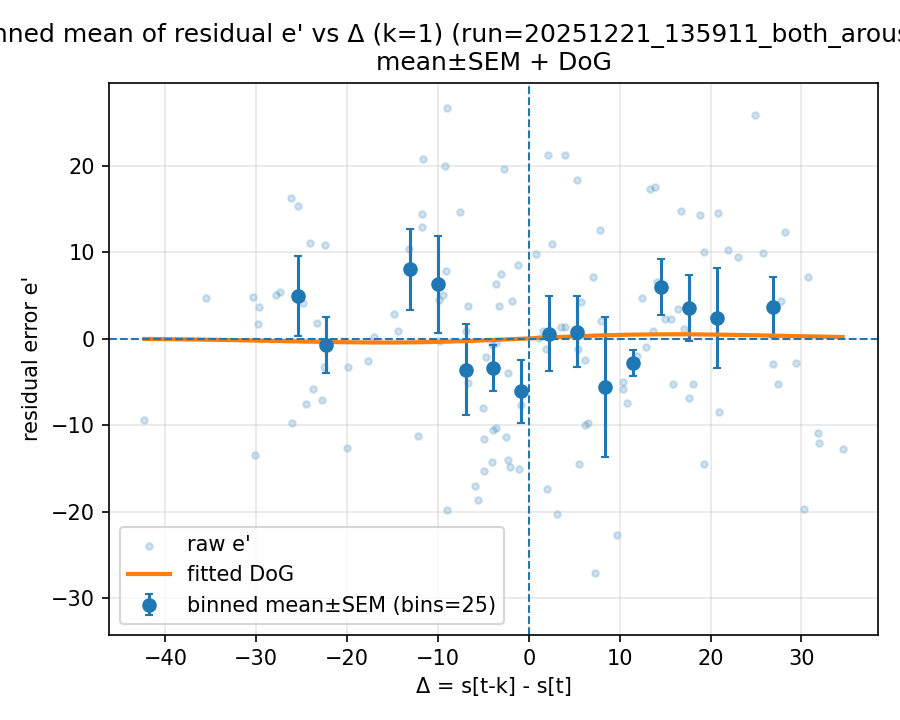 nned mean of residual e' vs Δ (k=1) (run=20251221_135911_both_arous
mean±SEM + DoG
residual error e'
20
10
0
−10
−20
−30
raw e'
fitted DoG
binned mean±SEM (bins=25)
−40 −30 −20 −10 0 10 20 30
Δ = s[t-k] - s[t]